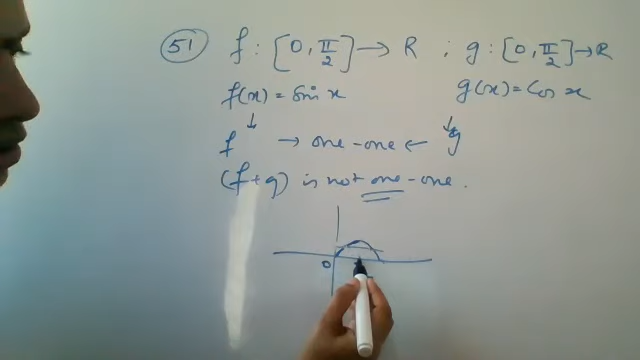 51 f : [0, π/2] → R ; g : [0, π/2] → R
f(x) = sin x g(x) = Cos x
f → one-one ← g
(f+g) is not one-one.
0